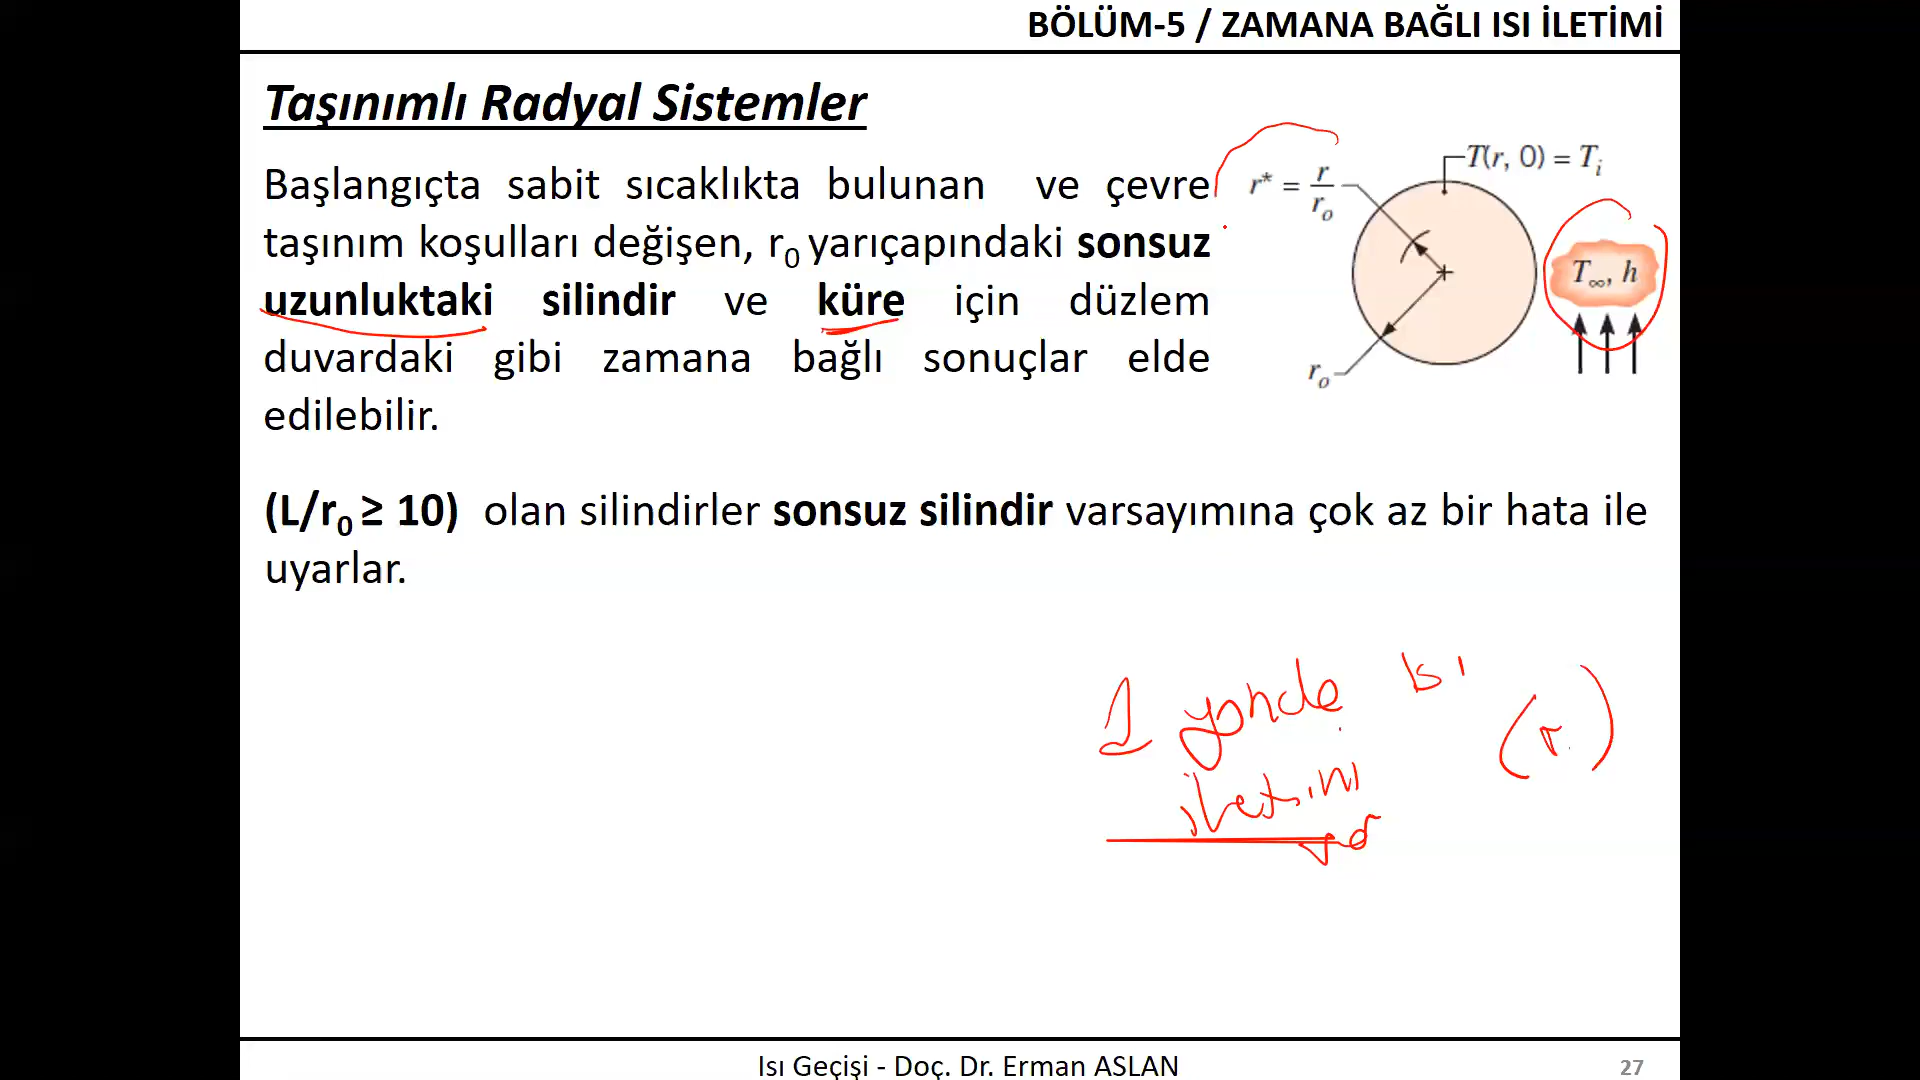 BÖLÜM-5 / ZAMANA BAĞLI ISI İLETİMİ
Taşınımlı Radyal Sistemler
Başlangıçta sabit sıcaklıkta bulunan ve çevre
taşınım koşulları değişen, r₀ yarıçapındaki sonsuz
uzunluktaki silindir ve küre için düzlem
duvardaki gibi zamana bağlı sonuçlar elde
edilebilir.
r* = r/rₒ
T(r, 0) = Tᵢ
T∞, h
rₒ
(L/r₀ ≥ 10) olan silindirler sonsuz silindir varsayımına çok az bir hata ile
uyarlar.
1 yönde ısı (r)
iletimi
Isı Geçişi - Doç. Dr. Erman ASLAN
27